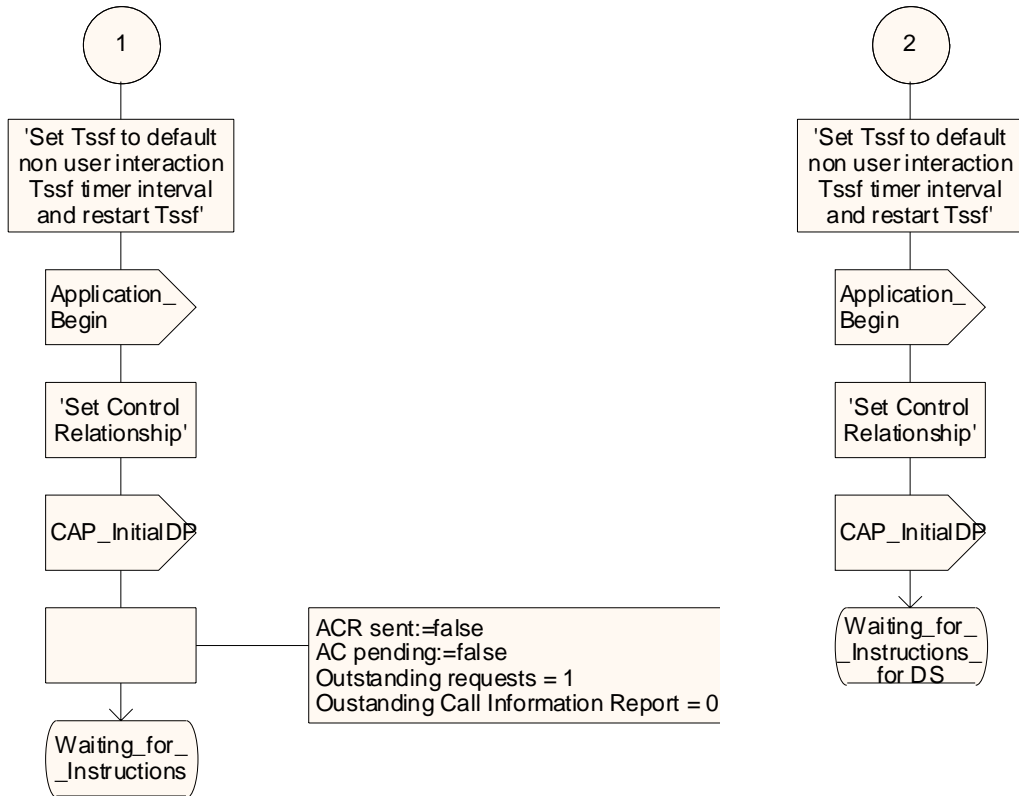 1
'Set Tssf to default
non user interaction
Tssf timer interval
and restart Tssf'
Application_
Begin
'Set Control
Relationship'
CAP_InitialDP
ACR sent:=false
AC pending:=false
Outstanding requests = 1
Oustanding Call Information Report = 0
Waiting_for_
_Instructions
2
'Set Tssf to default
non user interaction
Tssf timer interval
and restart Tssf'
Application_
Begin
'Set Control
Relationship'
CAP_InitialDP
Waiting_for_
_Instructions_
for DS